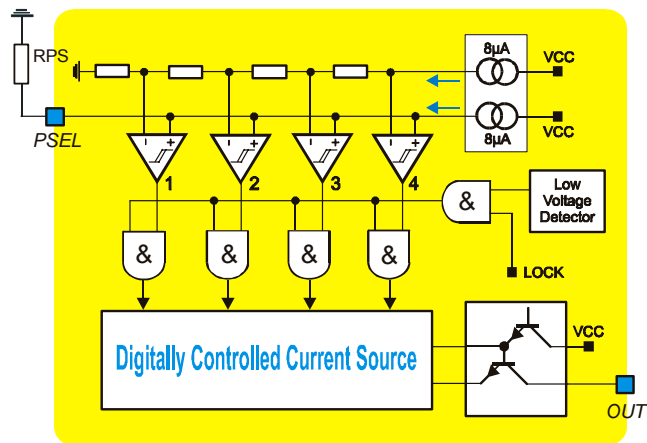 RPS
8µA
VCC
PSEL
VCC
8µA
- +
- +
- +
- +
1
2
3
4
&
Low
Voltage
Detector
& & & &
LOCK
Digitally Controlled Current Source
VCC
OUT